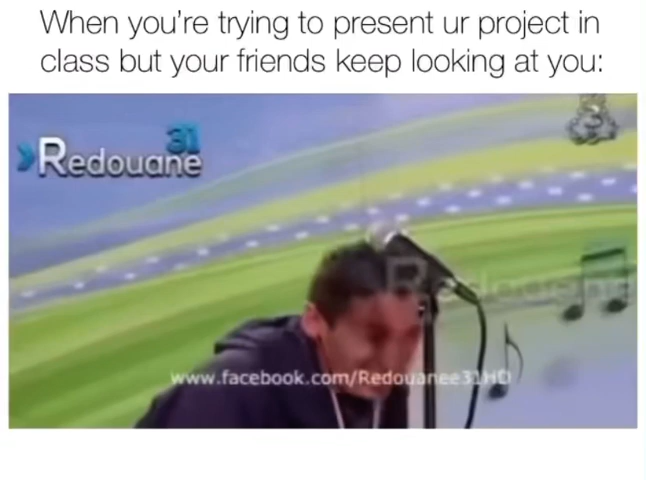 When you're trying to present ur project in
class but your friends keep looking at you:
31
Redouane
www.facebook.com/Redouanee31HD